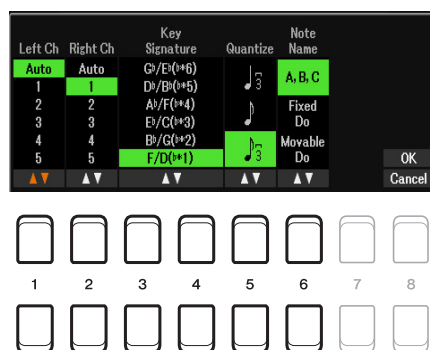 Left Ch Right Ch Key Signature Quantize Note Name
Auto Auto G♭/E♭(♭*6) 3 A, B, C
1 1 D♭/B♭(♭*5)
2 2 A♭/F(♭*4) Fixed
3 3 E♭/C(♭*3) Do
4 4 B♭/G(♭*2) 3 Movable
5 5 F/D(♭*1) Do OK
▲▼ ▲▼ ▲▼ ▲▼ ▲▼ Cancel
1 2 3 4 5 6 7 8